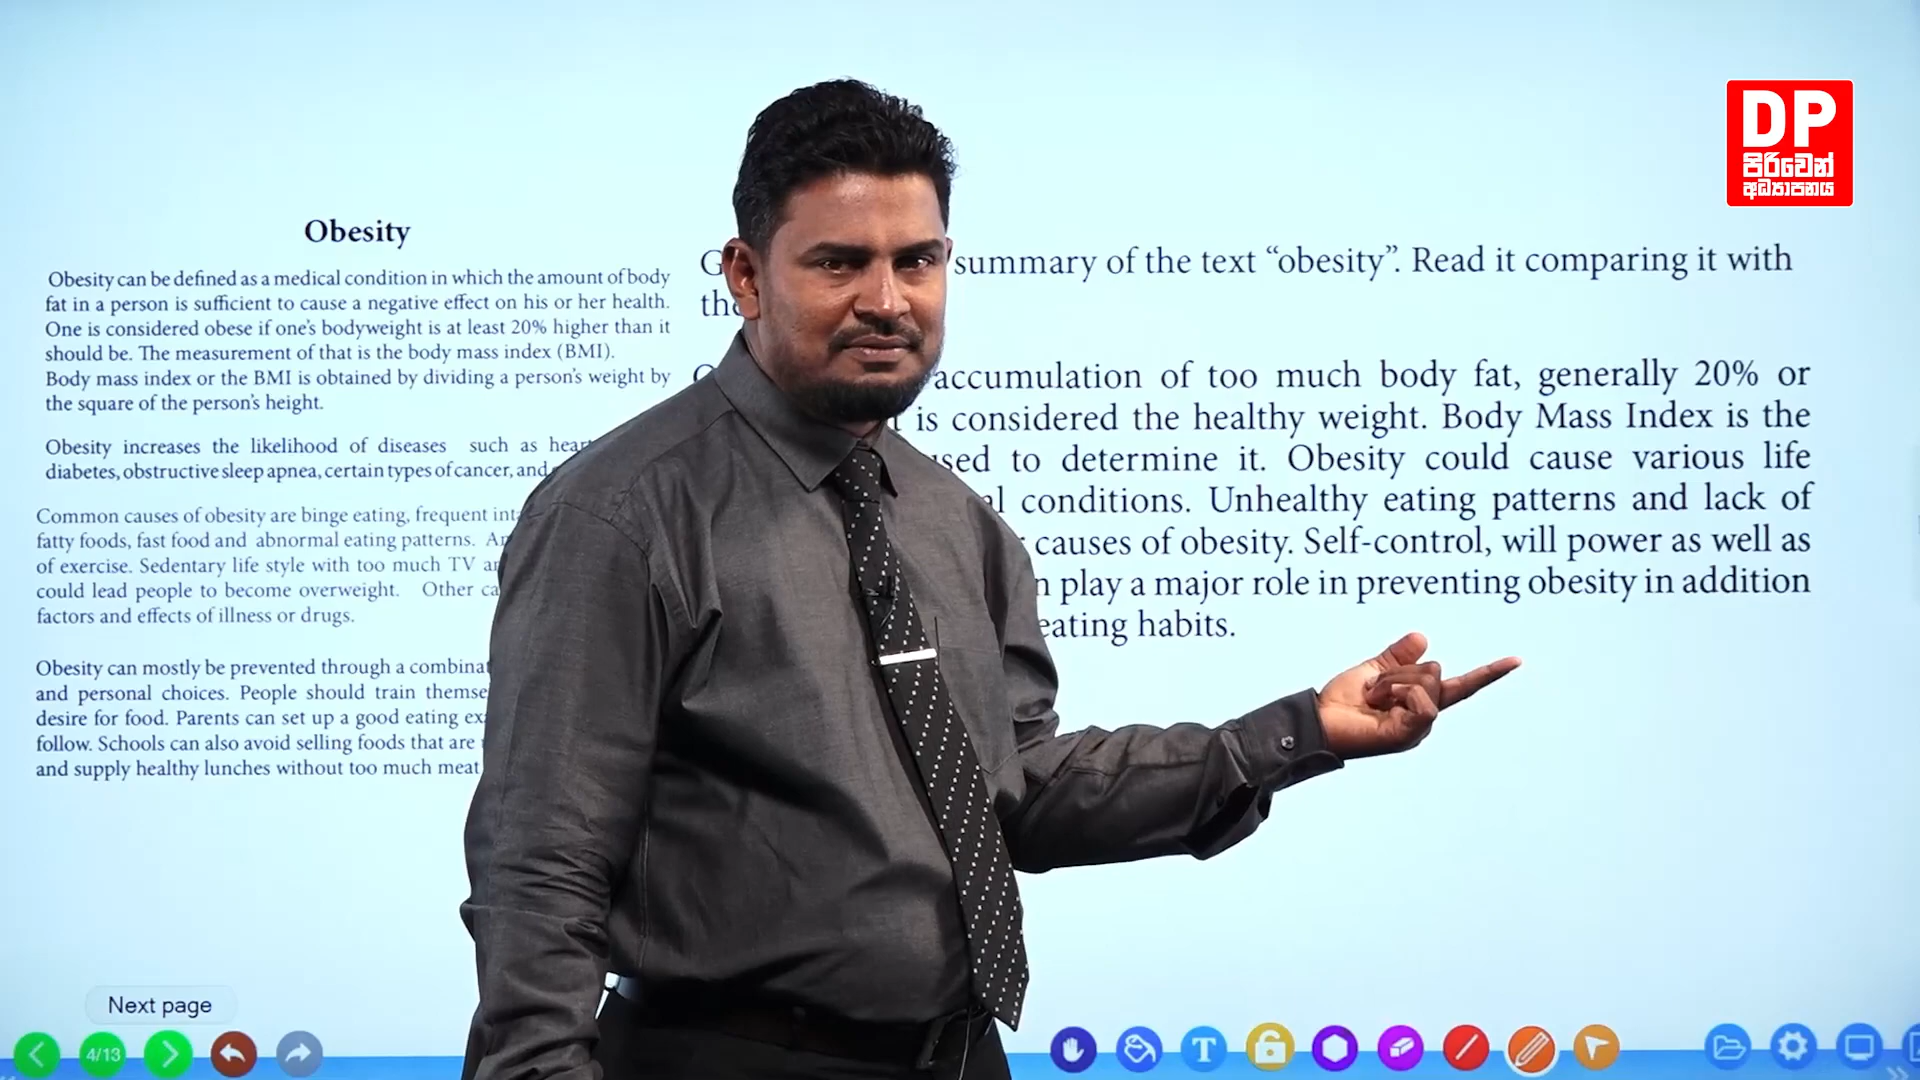 DP
පිරිවෙන්
අධ්‍යාපනය
Obesity
Obesity can be defined as a medical condition in which the amount of body
fat in a person is sufficient to cause a negative effect on his or her health.
One is considered obese if one's bodyweight is at least 20% higher than it
should be. The measurement of that is the body mass index (BMI).
Body mass index or the BMI is obtained by dividing a person's weight by
the square of the person's height.
Obesity increases the likelihood of diseases such as
diabetes, obstructive sleep apnea, certain types of cancer, and
Common causes of obesity are binge eating, frequent
fatty foods, fast food and abnormal eating patterns.
of exercise. Sedentary life style with too much TV
could lead people to become overweight. Other
factors and effects of illness or drugs.
Obesity can mostly be prevented through a
and personal choices. People should train
desire for food. Parents can set up a good eating
follow. Schools can also avoid selling foods that are
and supply healthy lunches without too much meat
summary of the text “obesity”. Read it comparing it with
accumulation of too much body fat, generally 20% or
is considered the healthy weight. Body Mass Index is the
to determine it. Obesity could cause various life
conditions. Unhealthy eating patterns and lack of
causes of obesity. Self-control, will power as well as
play a major role in preventing obesity in addition
eating habits.
Next page
4/13
T